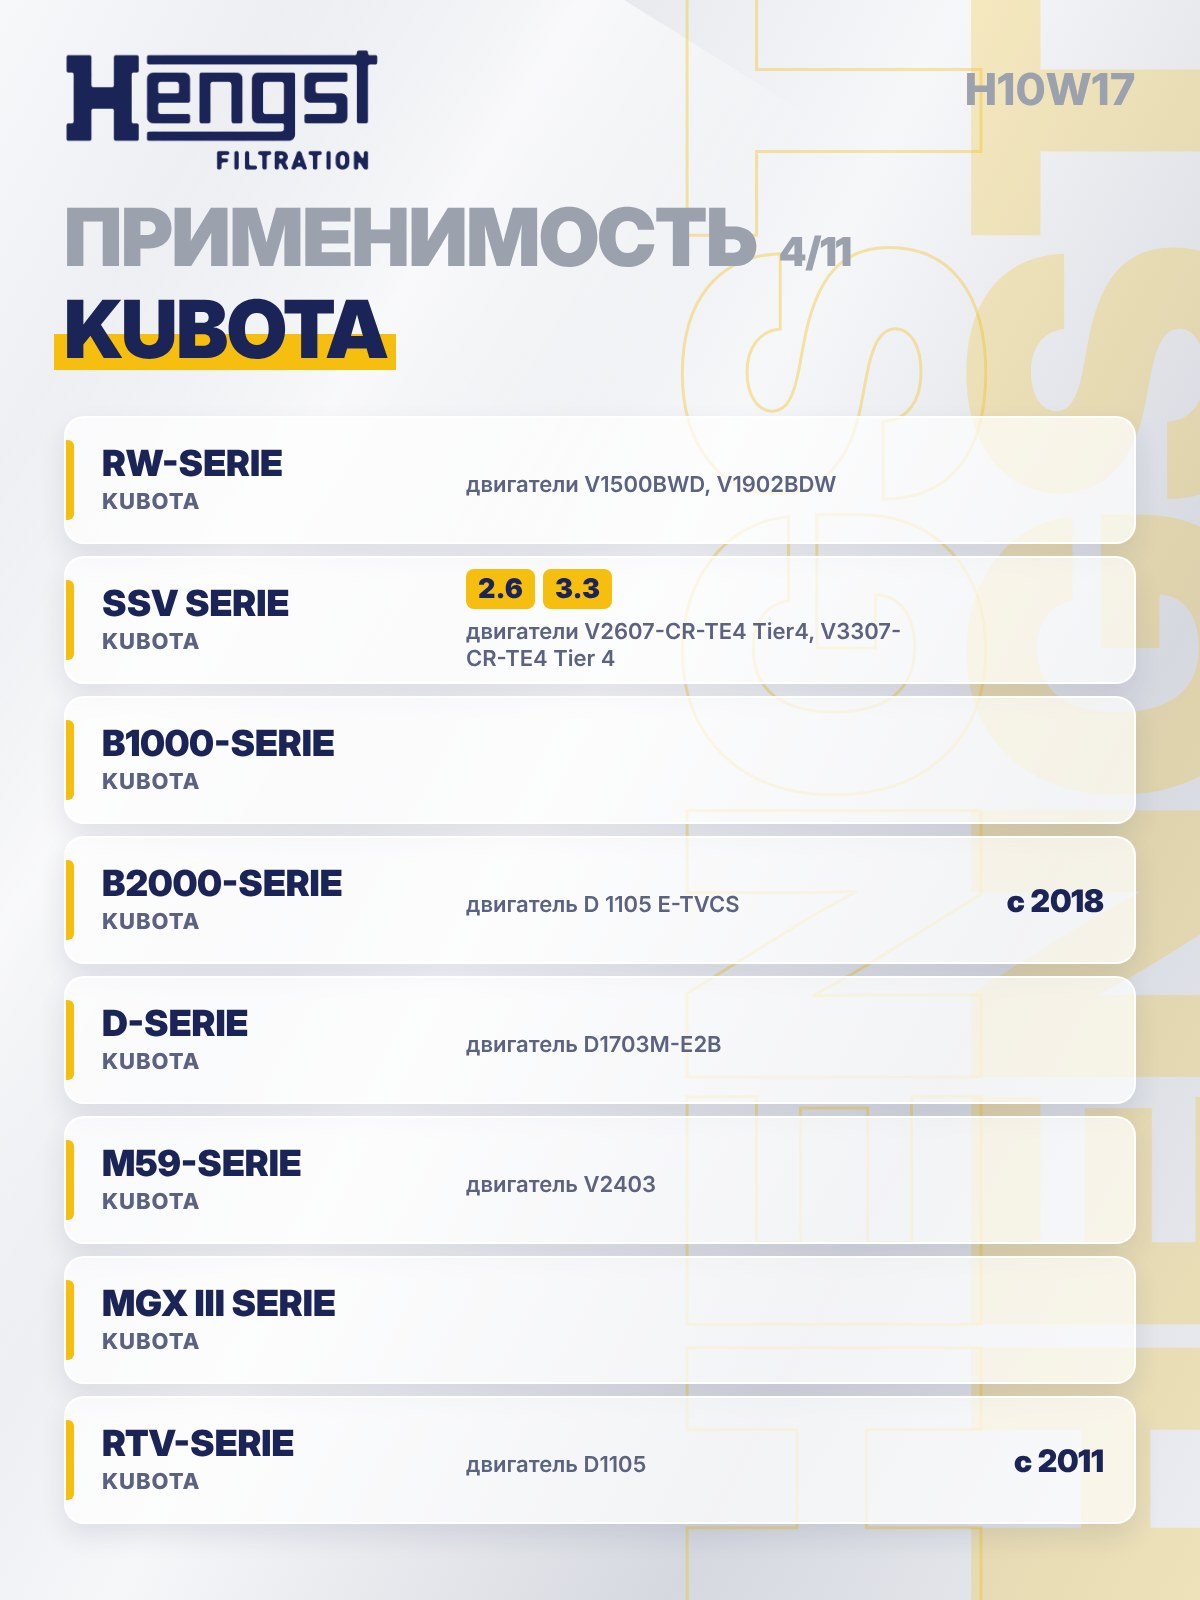 Hengst
FILTRATION
H10W17
ПРИМЕНИМОСТЬ 4/11
KUBOTA
RW-SERIE
KUBOTA
двигатели V1500BWD, V1902BDW
SSV SERIE
KUBOTA
2.6 3.3
двигатели V2607-CR-TE4 Tier4, V3307-
CR-TE4 Tier 4
B1000-SERIE
KUBOTA
B2000-SERIE
KUBOTA
двигатель D 1105 E-TVCS
с 2018
D-SERIE
KUBOTA
двигатель D1703M-E2B
M59-SERIE
KUBOTA
двигатель V2403
MGX III SERIE
KUBOTA
RTV-SERIE
KUBOTA
двигатель D1105
с 2011
HENGST
HENGST